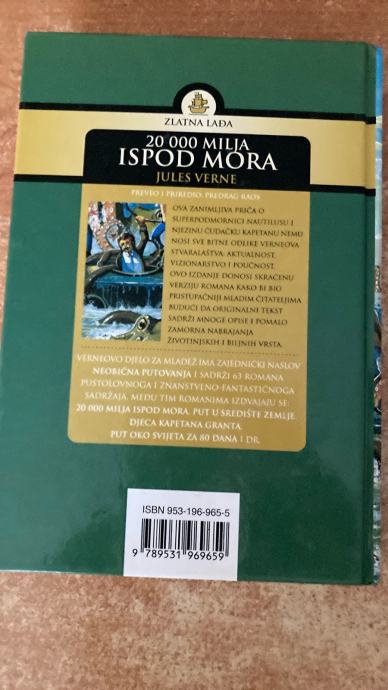 ZLATNA LAĐA
20 000 MILJA
ISPOD MORA
JULES VERNE
PREVEO I PRIREDIO: PREDRAG RAOS
OVA ZANIMLJIVA PRIČA O
SUPERPODMORNICI NAUTILUSU I
NJEZINU ČUDAČKU KAPETANU NEMU
NOSI SVE BITNE ODLIKE VERNEOVA
STVARALAŠTVA: AKTUALNOST,
VIZIONARSTVO I POUČNOST.
OVO IZDANJE DONOSI SKRAĆENU
VERZIJU ROMANA KAKO BI BIO
PRISTUPAČNIJI MLADIM ČITATELJIMA
BUDUĆI DA ORIGINALNI TEKST
SADRŽI MNOGE OPISE I POMALO
ZAMORNA NABRAJANJA
ŽIVOTINJSKIH I BILJNIH VRSTA.
VERNEOVO DJELO ZA MLADEŽ IMA ZAJEDNIČKI NASLOV
NEOBIČNA PUTOVANJA I SADRŽI 63 ROMANA
PUSTOLOVNOGA I ZNANSTVENO-FANTASTIČNOGA
SADRŽAJA. MEĐU TIM ROMANIMA IZDVAJAJU SE:
20 000 MILJA ISPOD MORA, PUT U SREDIŠTE ZEMLJE,
DJECA KAPETANA GRANTA,
PUT OKO SVIJETA ZA 80 DANA I DR.
ISBN 953-196-965-5
9 789531 969659